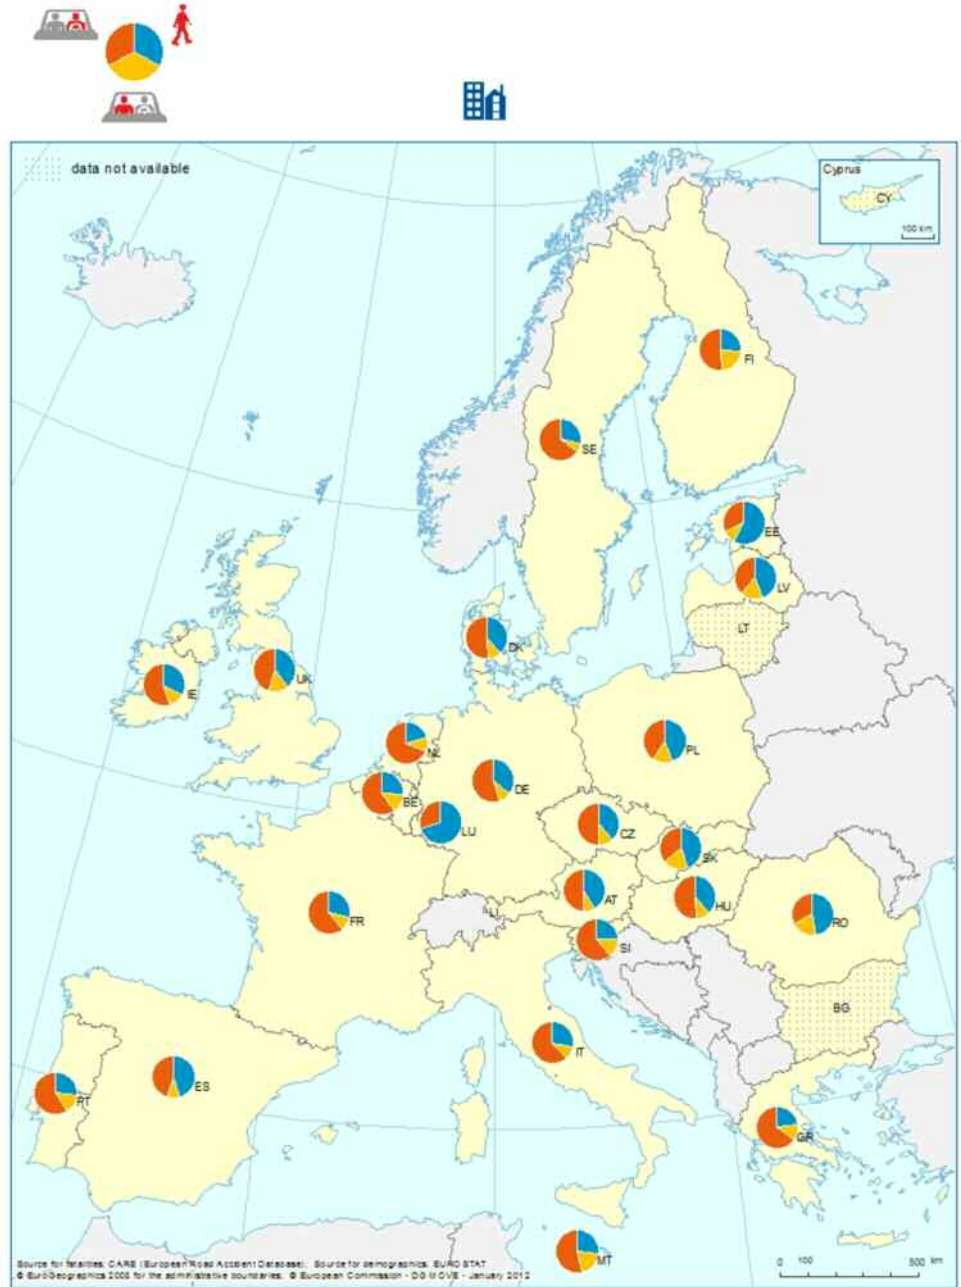 data not available
Cyprus
CY
100 km
FI
SE
EE
LV
LT
DK
IE
UK
NL
PL
DE
BE
LU
CZ
SK
AT
HU
FR
LI
RO
SI
BG
IT
ES
PT
GR
MT
Source for fatalities: CARE (European Road Accident Database). Source for demographics: EUROSTAT
© EuroGeographics 2008 for the administrative boundaries. © European Commission - DG MOVE - January 2012
0 100 500 km